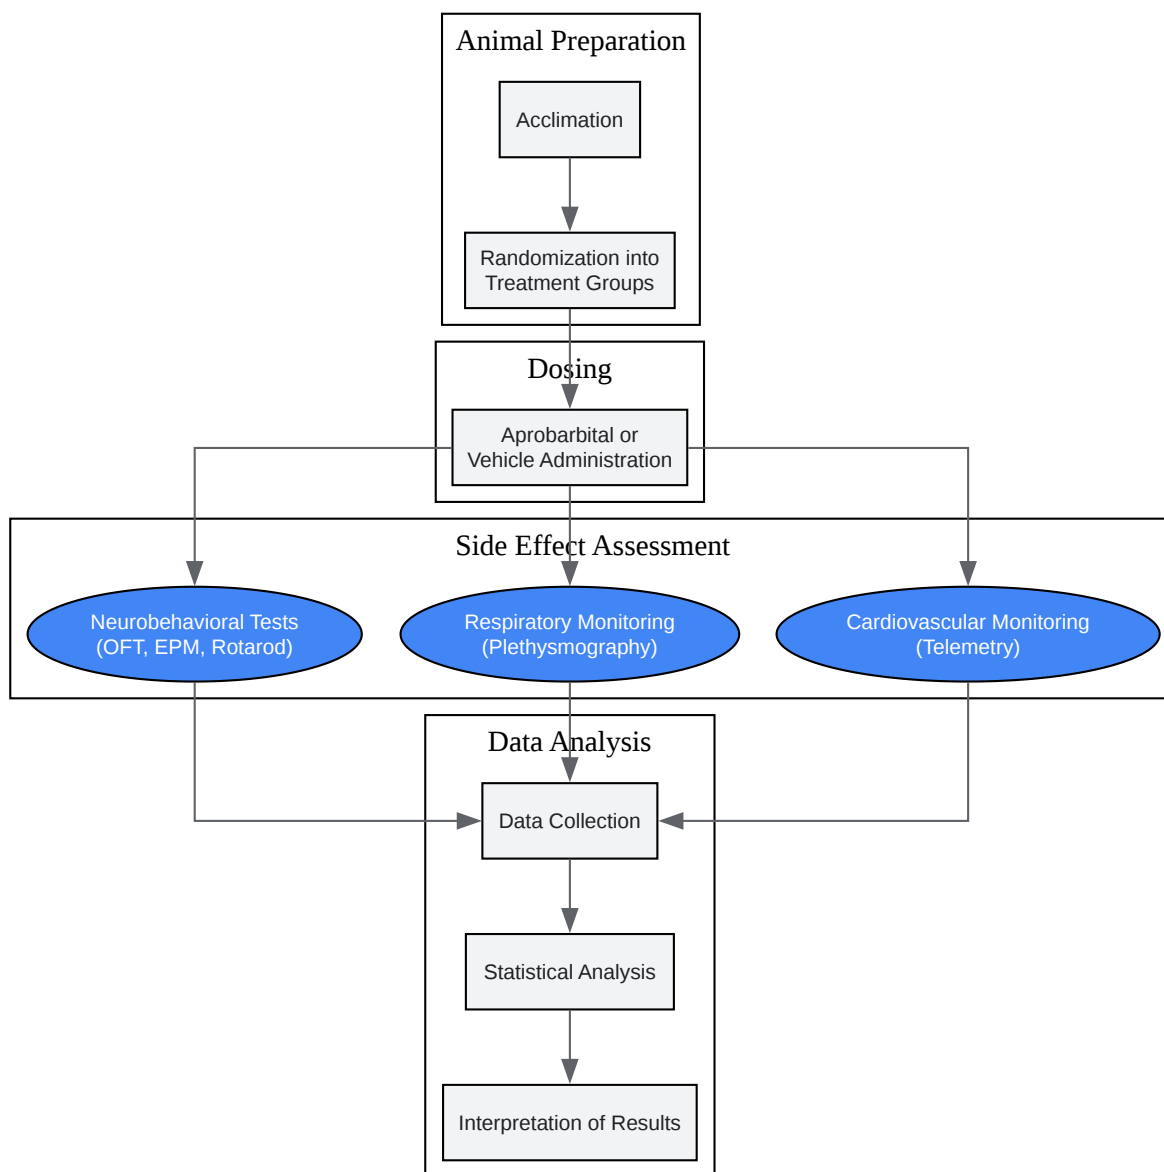 Animal Preparation
Acclimation
Randomization into
Treatment Groups
Dosing
Aprobarbital or
Vehicle Administration
Side Effect Assessment
Neurobehavioral Tests
(OFT, EPM, Rotarod)
Respiratory Monitoring
(Plethysmography)
Cardiovascular Monitoring
(Telemetry)
Data Analysis
Data Collection
Statistical Analysis
Interpretation of Results